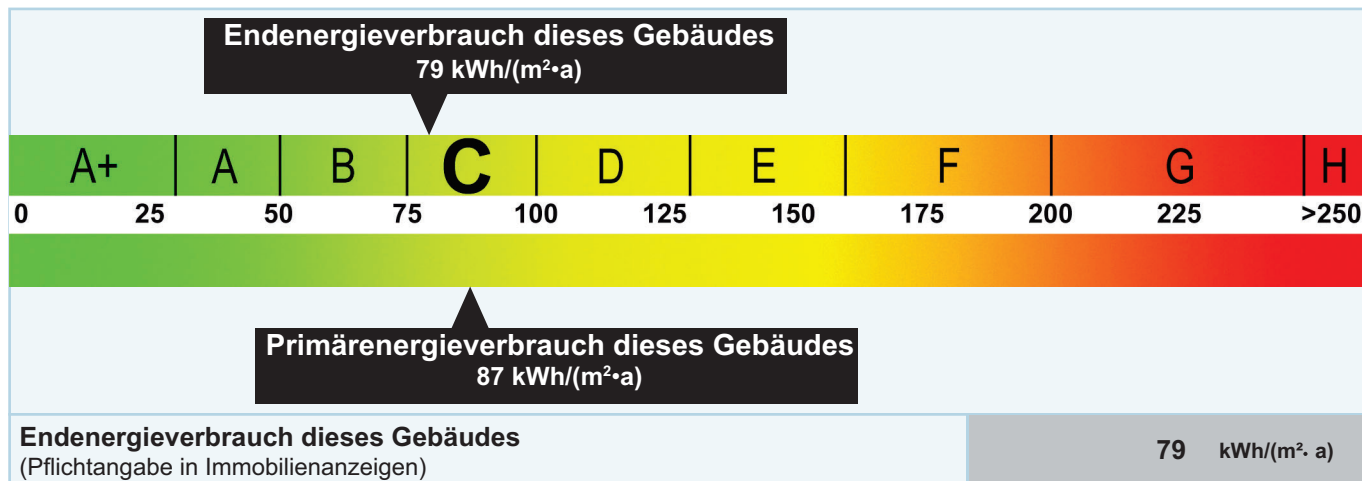 Endenergieverbrauch dieses Gebäudes
79 kWh/(m²•a)
A+ A B C D E F G H
0 25 50 75 100 125 150 175 200 225 >250
Primärenergieverbrauch dieses Gebäudes
87 kWh/(m²•a)
Endenergieverbrauch dieses Gebäudes
(Pflichtangabe in Immobilienanzeigen)
79 kWh/(m²· a)